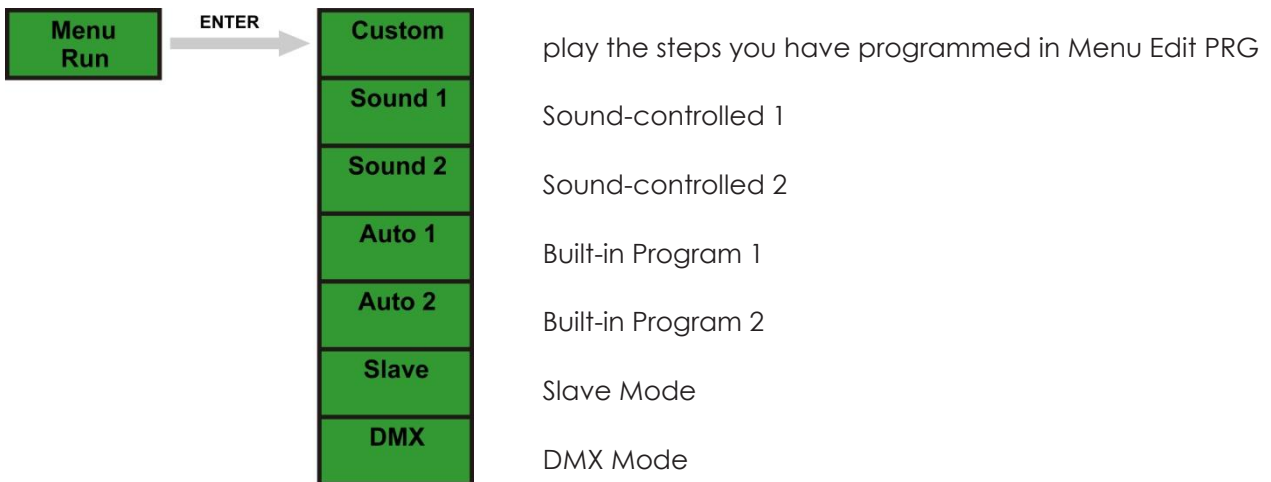 Menu
Run
ENTER
Custom
play the steps you have programmed in Menu Edit PRG
Sound 1
Sound-controlled 1
Sound 2
Sound-controlled 2
Auto 1
Built-in Program 1
Auto 2
Built-in Program 2
Slave
Slave Mode
DMX
DMX Mode